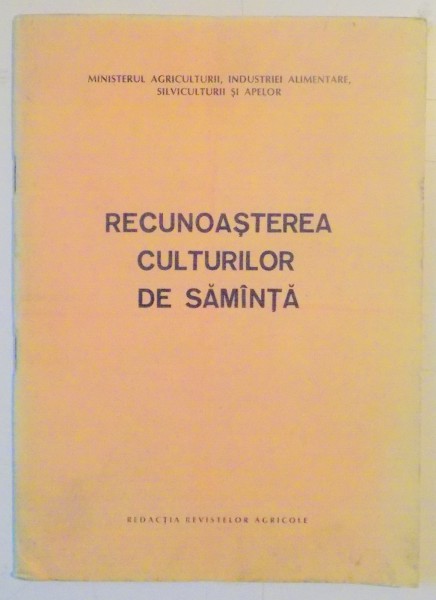 MINISTERUL AGRICULTURII, INDUSTRIEI ALIMENTARE,
SILVICULTURII ȘI APELOR
RECUNOAȘTEREA
CULTURILOR
DE SĂMÎNȚĂ
REDACȚIA REVISTELOR AGRICOLE